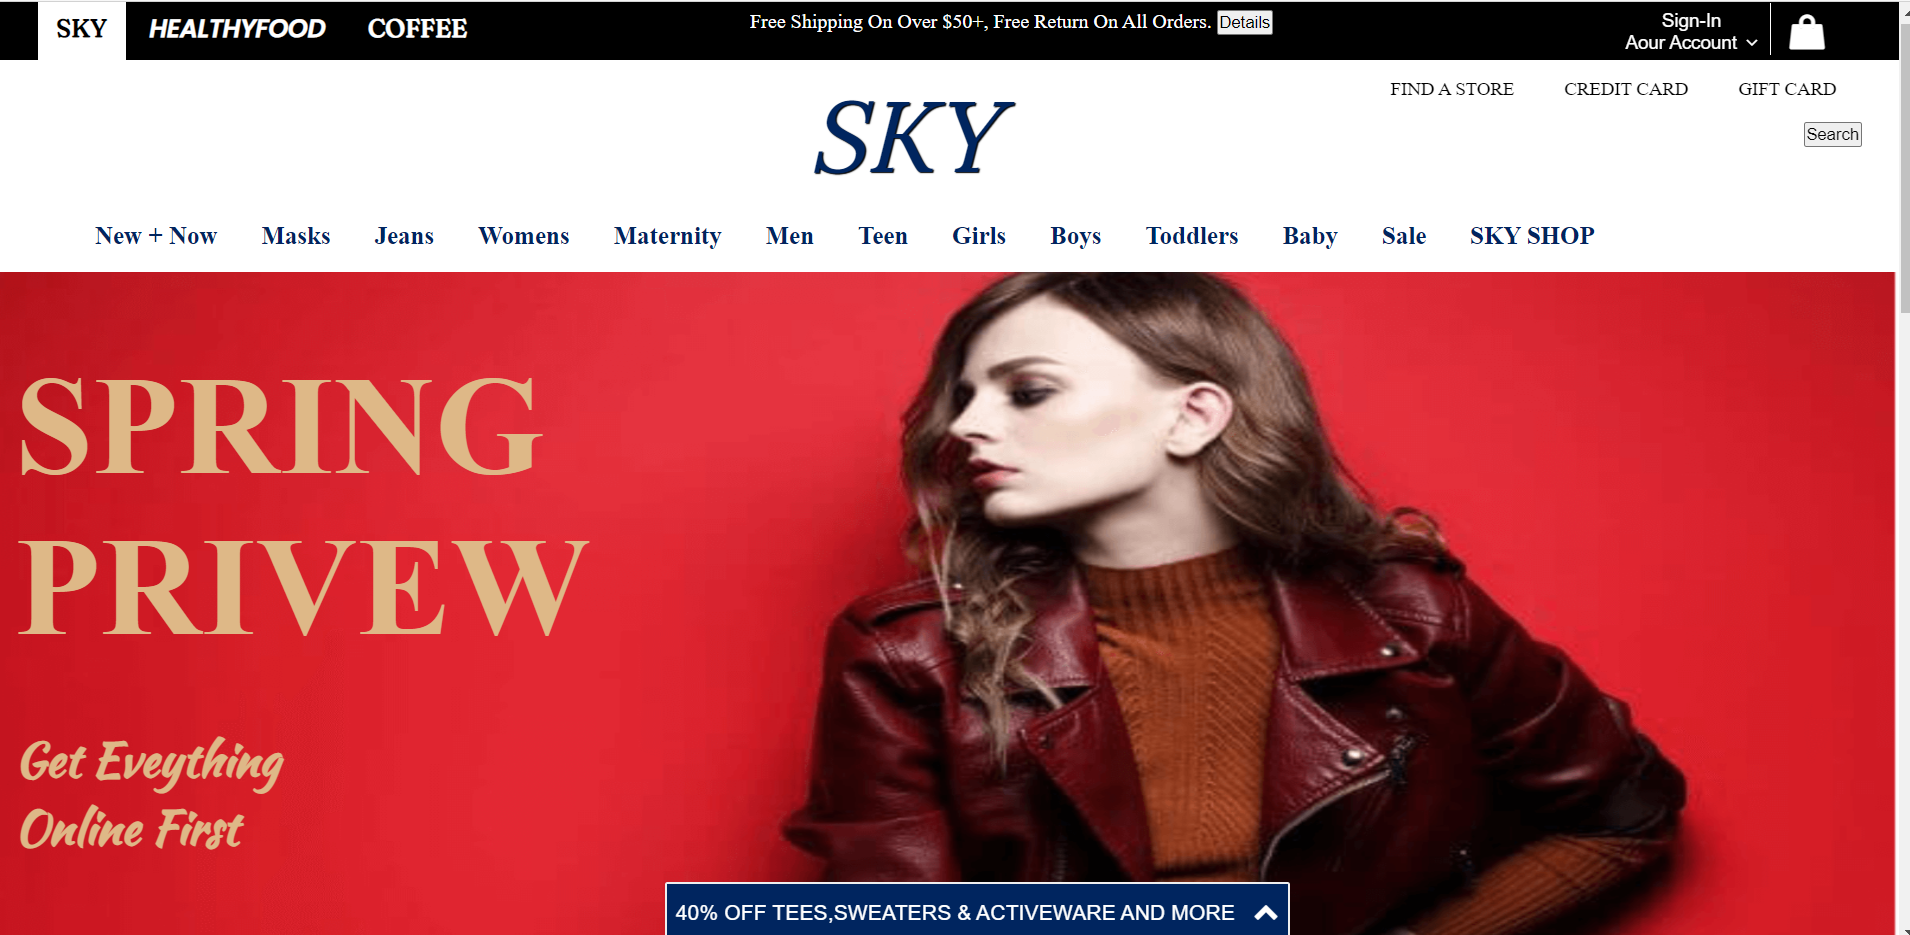 SKY HEALTHYFOOD COFFEE Free Shipping On Over $50+, Free Return On All Orders. Details Sign-In
Aour Account
FIND A STORE CREDIT CARD GIFT CARD
SKY
Search
New + Now Masks Jeans Womens Maternity Men Teen Girls Boys Toddlers Baby Sale SKY SHOP
SPRING
PRIVEW
Get Eveything
Online First
40% OFF TEES,SWEATERS & ACTIVEWARE AND MORE